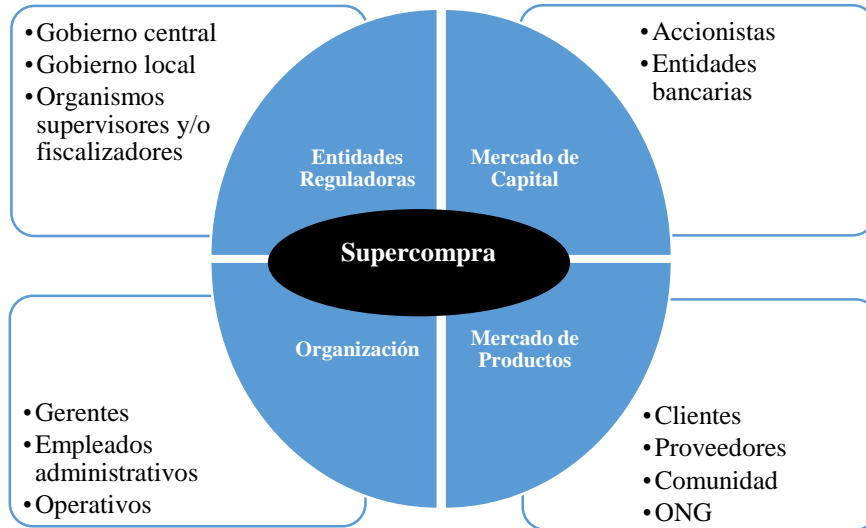 •Gobierno central
•Gobierno local
•Organismos
supervisores y/o
fiscalizadores
•Accionistas
•Entidades
bancarias
Entidades
Reguladoras
Mercado de
Capital
Supercompra
Organización
Mercado de
Productos
•Gerentes
•Empleados
administrativos
•Operativos
•Clientes
•Proveedores
•Comunidad
•ONG